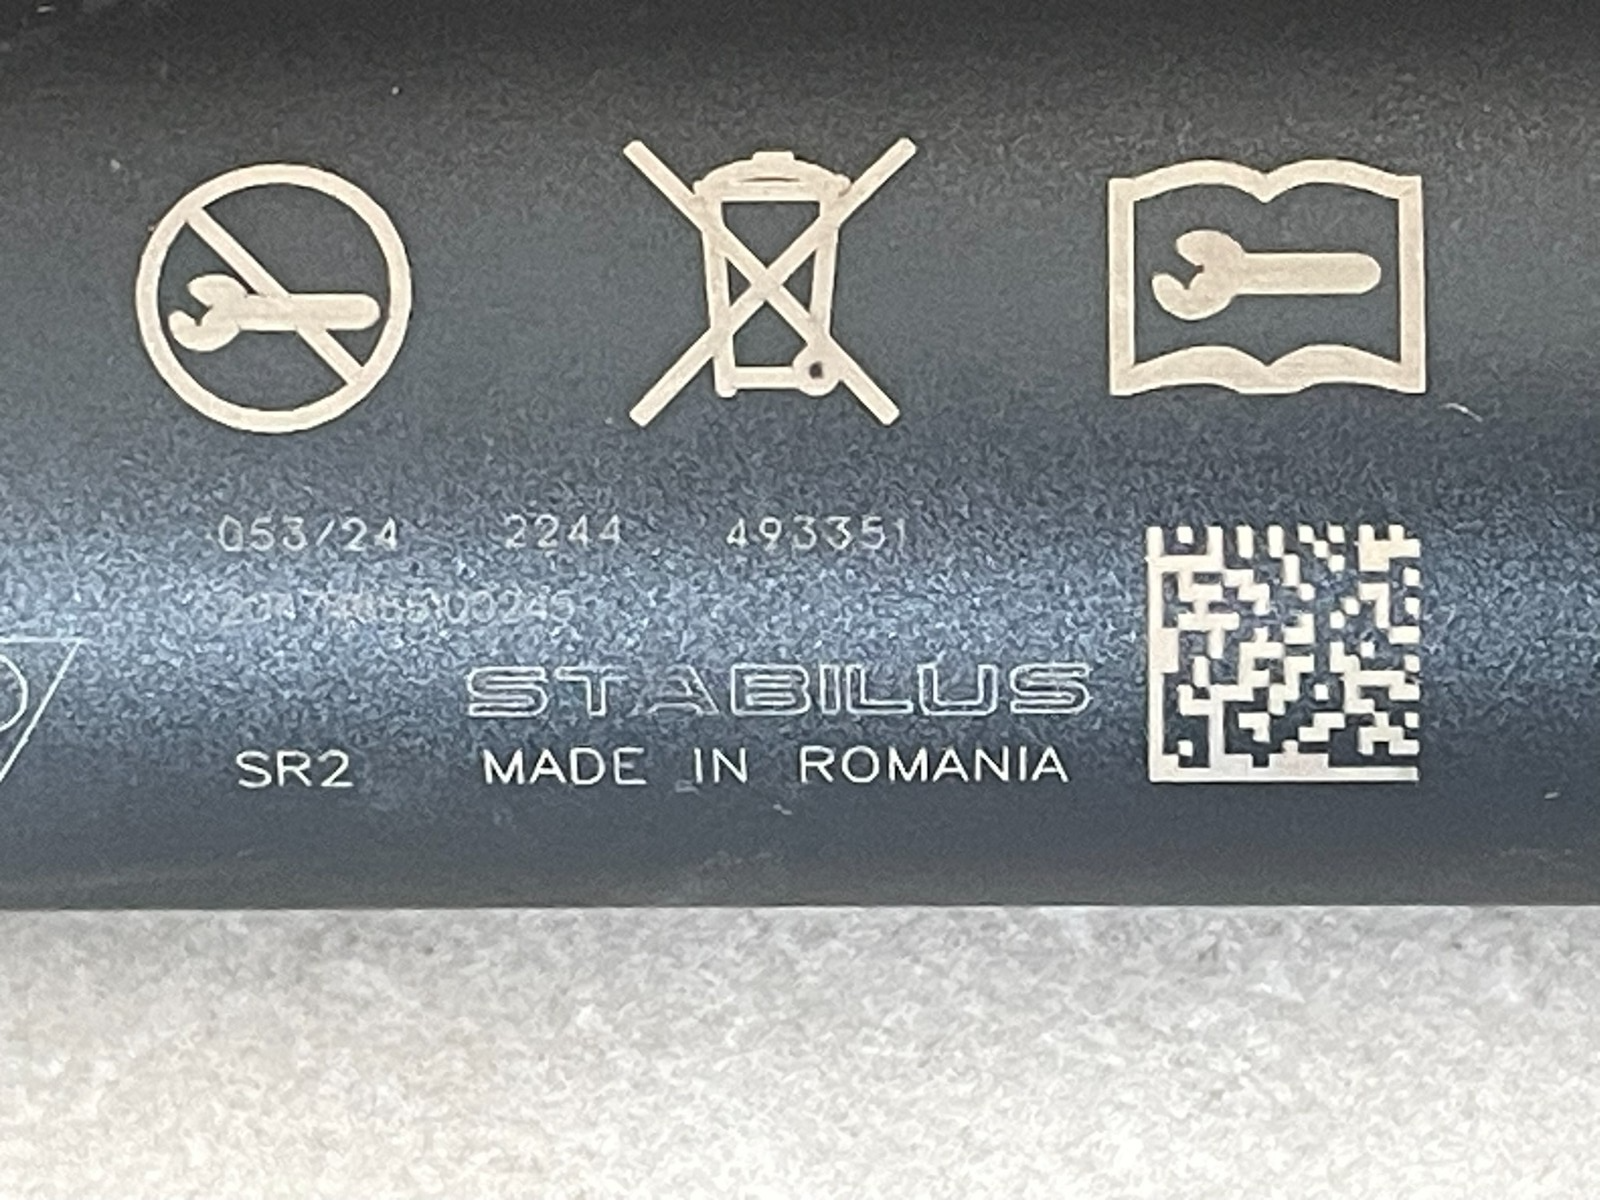 053/24 2244 493351
STABILUS
SR2 MADE IN ROMANIA